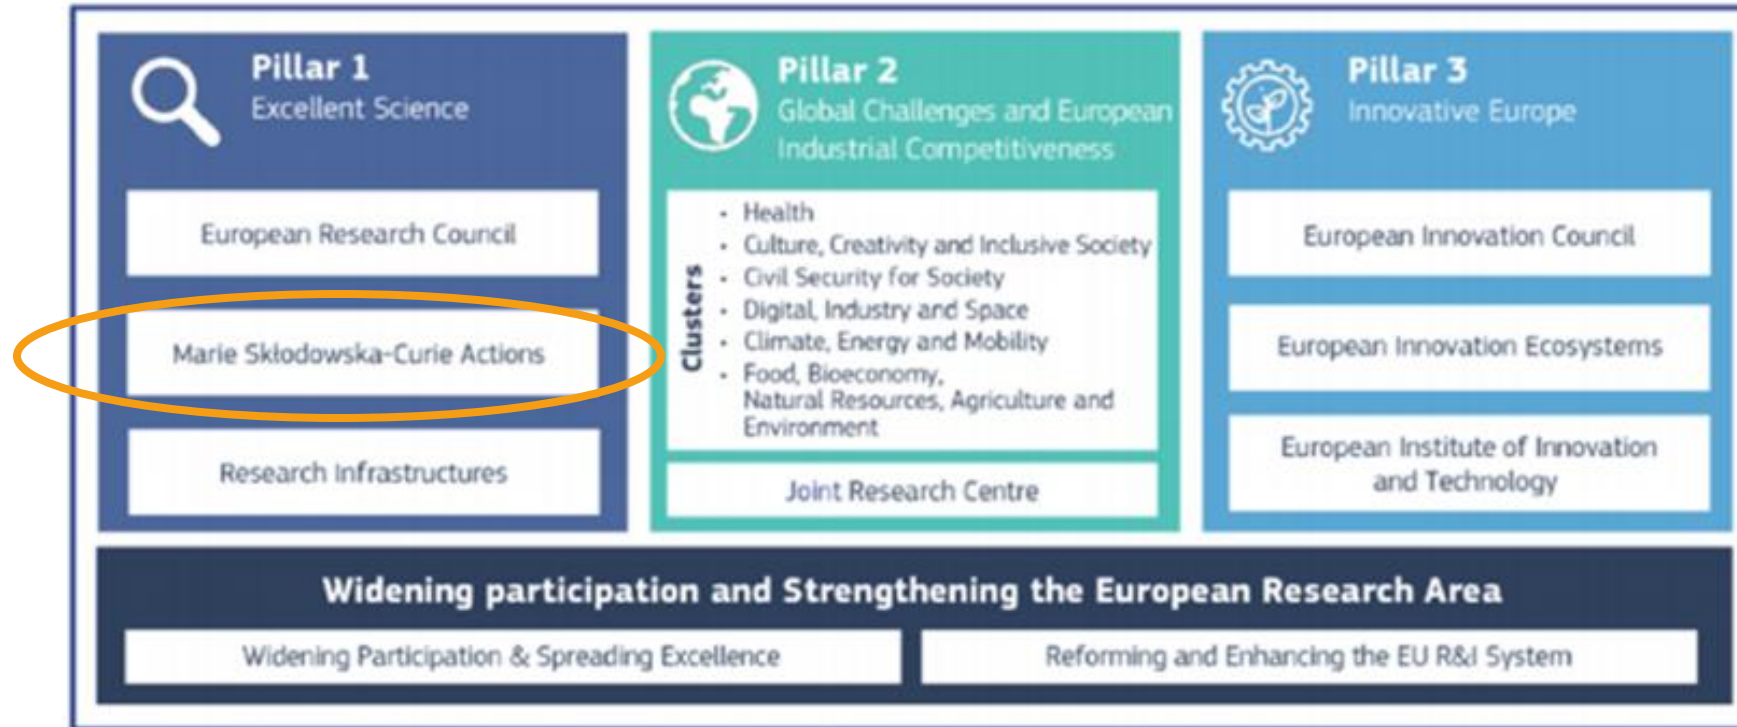 Pillar 1
Excellent Science
European Research Council
Marie Skłodowska-Curie Actions
Research Infrastructures
Pillar 2
Global Challenges and European
Industrial Competitiveness
Clusters
• Health
• Culture, Creativity and Inclusive Society
• Civil Security for Society
• Digital, Industry and Space
• Climate, Energy and Mobility
• Food, Bioeconomy,
Natural Resources, Agriculture and
Environment
Joint Research Centre
Pillar 3
Innovative Europe
European Innovation Council
European Innovation Ecosystems
European Institute of Innovation
and Technology
Widening participation and Strengthening the European Research Area
Widening Participation & Spreading Excellence
Reforming and Enhancing the EU R&I System